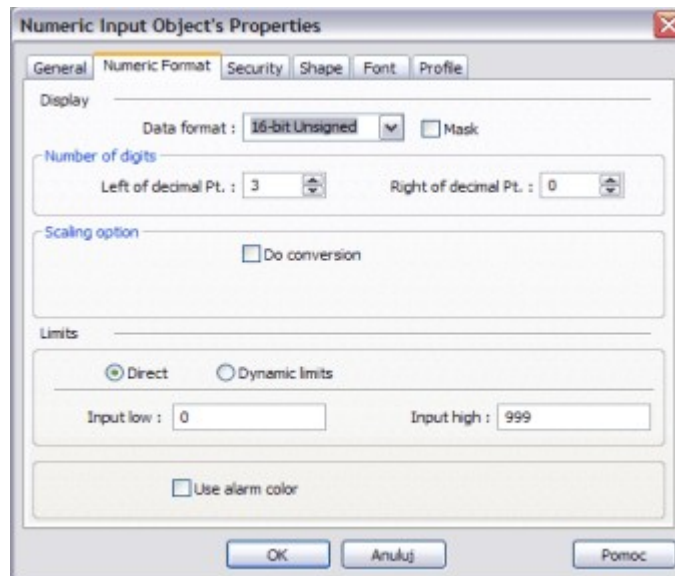 Numeric Input Object's Properties
General Numeric Format Security Shape Font Profile
Display
Data format : 16-bit Unsigned Mask
Number of digits
Left of decimal Pt. : 3 Right of decimal Pt. : 0
Scaling option
Do conversion
Limits
Direct Dynamic limits
Input low : 0 Input high : 999
Use alarm color
OK Anuluj Pomoc